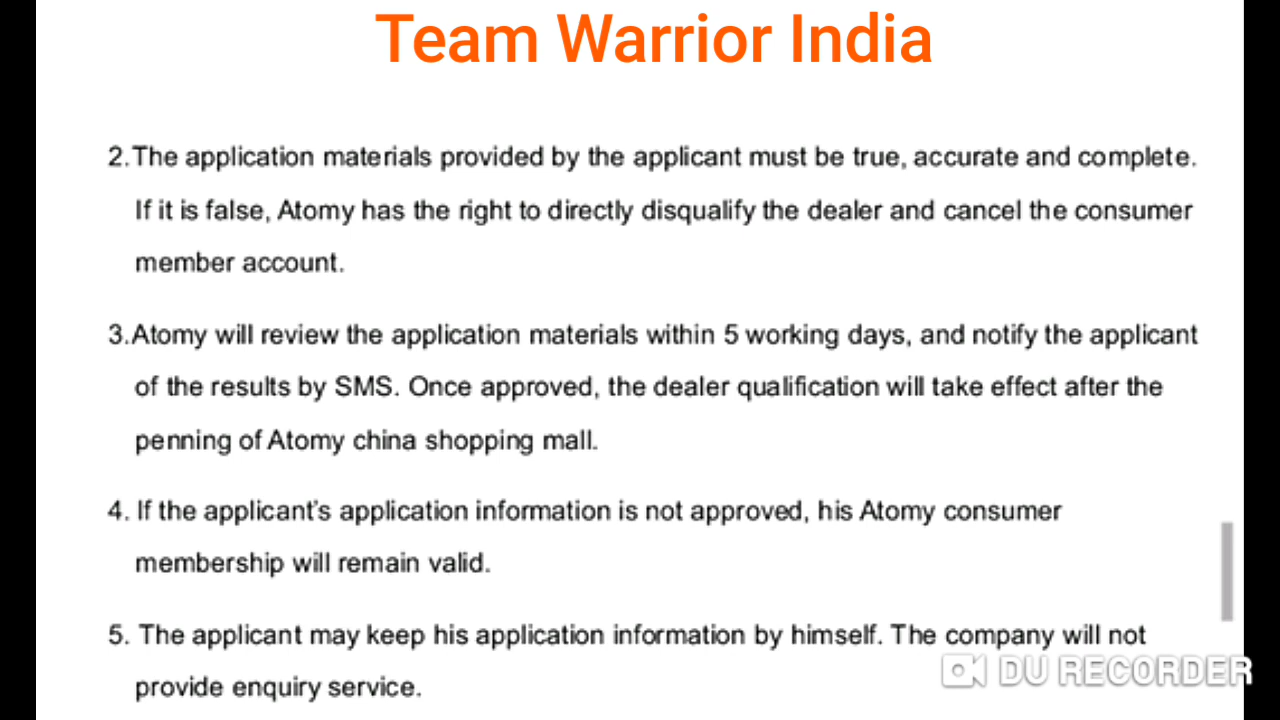 Team Warrior India
2.The application materials provided by the applicant must be true, accurate and complete.
If it is false, Atomy has the right to directly disqualify the dealer and cancel the consumer
member account.
3.Atomy will review the application materials within 5 working days, and notify the applicant
of the results by SMS. Once approved, the dealer qualification will take effect after the
penning of Atomy china shopping mall.
4. If the applicant's application information is not approved, his Atomy consumer
membership will remain valid.
5. The applicant may keep his application information by himself. The company will not
provide enquiry service.
DU RECORDER